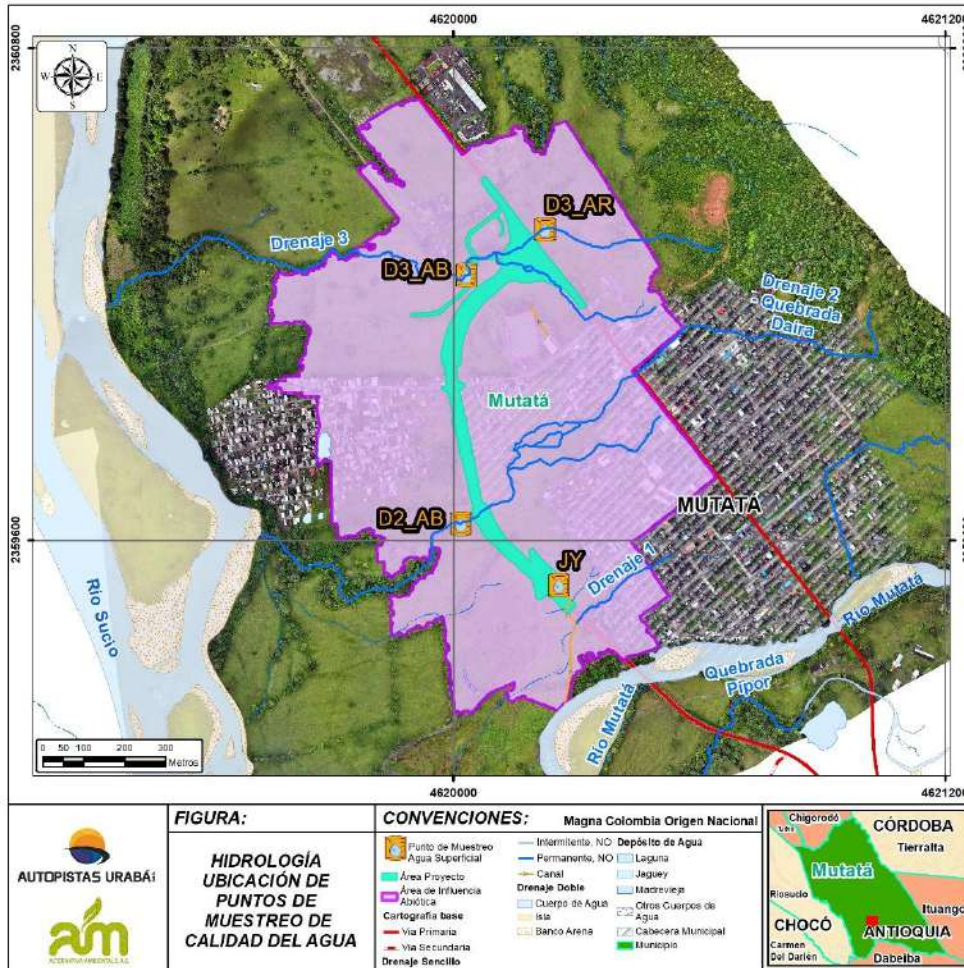 4620000
4621200
2360800
N
W E
S
D3_AR
Drenaje 3
D3_AB
Drenaje 2
Quebrada
Daira
Mutatá
MUTATÁ
D2_AB
2359600
JY
Drenaje 1
Río Sucio
Río Mutatá
Quebrada
Pipor
Río Mutatá
0 50 100 200 300
Metros
4620000
4621200
AUTOPISTAS URABÁ
am
FIGURA:
HIDROLOGÍA
UBICACIÓN DE
PUNTOS DE
MUESTREO DE
CALIDAD DEL AGUA
CONVENCIONES: Magna Colombia Origen Nacional
Punto de Muestreo
Agua Superficial
Área Proyecto
Área de Influencia
Abiótica
Cartografía base
Vía Primaria
Vía Secundaria
Drenaje Sencillo
Intermitente, NO
Permanente, NO
Canal
Drenaje Doble
Cuerpo de Agua
Isla
Banco Arena
Depósito de Agua
Laguna
Jaguey
Madrevieja
Otros Cuerpos de
Agua
Cabecera Municipal
Municipio
Chigorodó
CÓRDOBA
Tierralta
Mutatá
Riosucio
Ituango
CHOCÓ
ANTIOQUIA
Carmen
Del Darién
Dabeiba